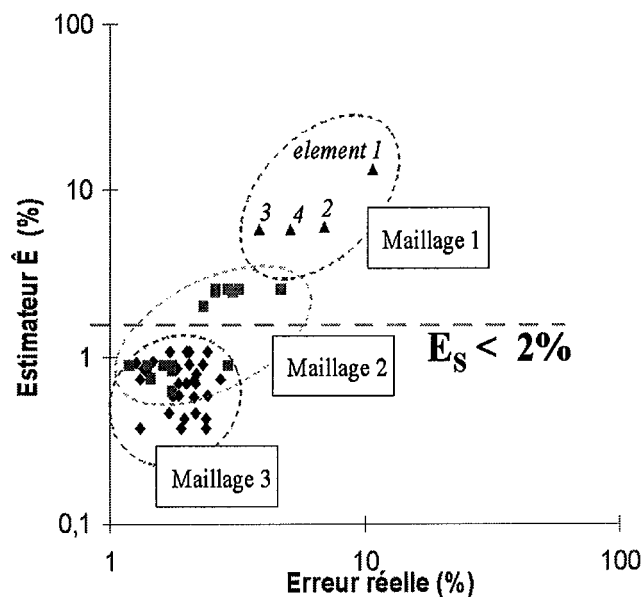 100
element 1
10
3 4 2
Maillage 1
Estimateur Ê (%)
E_S < 2%
1
Maillage 2
Maillage 3
0,1
1 10 100
Erreur réelle (%)